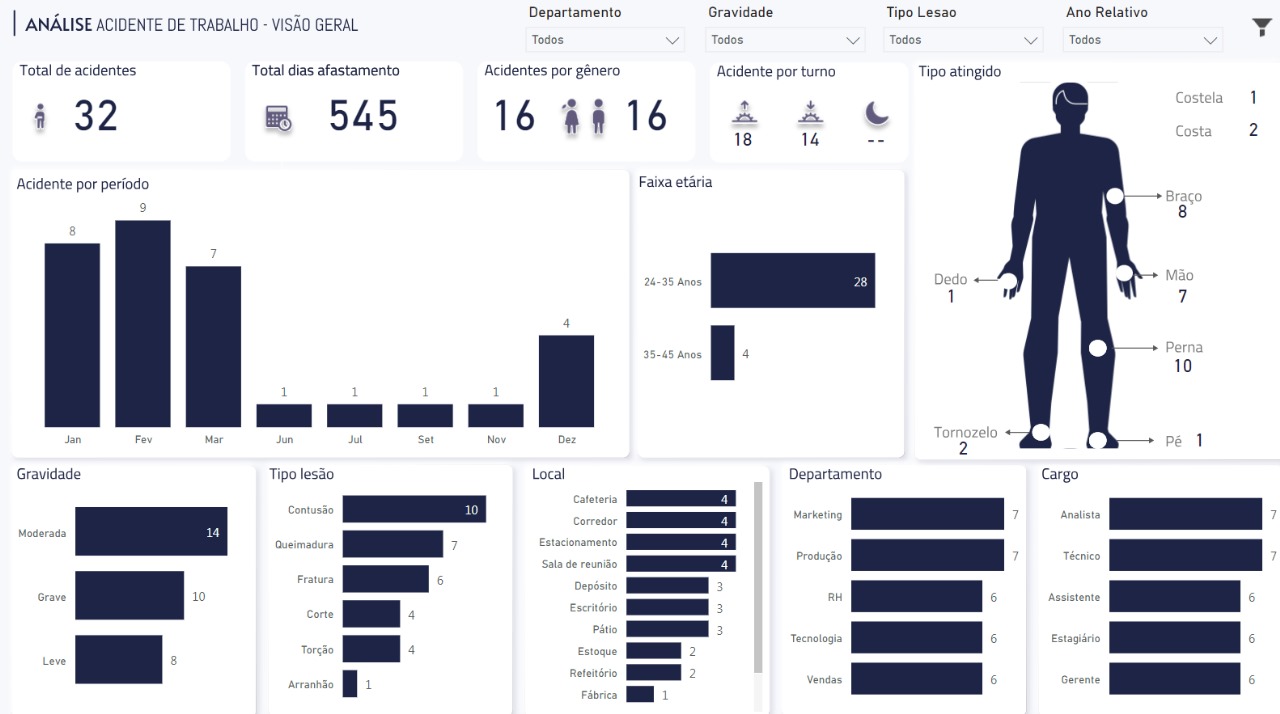 ANÁLISE ACIDENTE DE TRABALHO - VISÃO GERAL
Departamento
Todos
Gravidade
Todos
Tipo Lesao
Todos
Ano Relativo
Todos
Total de acidentes
32
Total dias afastamento
545
Acidentes por gênero
16
16
Acidente por turno
18
14
--
Tipo atingido
Costela 1
Costa 2
Braço
8
Dedo
1
Mão
7
Perna
10
Tornozelo
2
Pé 1
Acidente por período
8
9
7
1
1
1
1
4
Jan
Fev
Mar
Jun
Jul
Set
Nov
Dez
Faixa etária
24-35 Anos 28
35-45 Anos 4
Gravidade
Moderada 14
Grave 10
Leve 8
Tipo lesão
Contusão 10
Queimadura 7
Fratura 6
Corte 4
Torção 4
Arranhão 1
Local
Cafeteria 4
Corredor 4
Estacionamento 4
Sala de reunião 4
Depósito 3
Escritório 3
Pátio 3
Estoque 2
Refeitório 2
Fábrica 1
Departamento
Marketing 7
Produção 7
RH 6
Tecnologia 6
Vendas 6
Cargo
Analista 7
Técnico 7
Assistente 6
Estagiário 6
Gerente 6